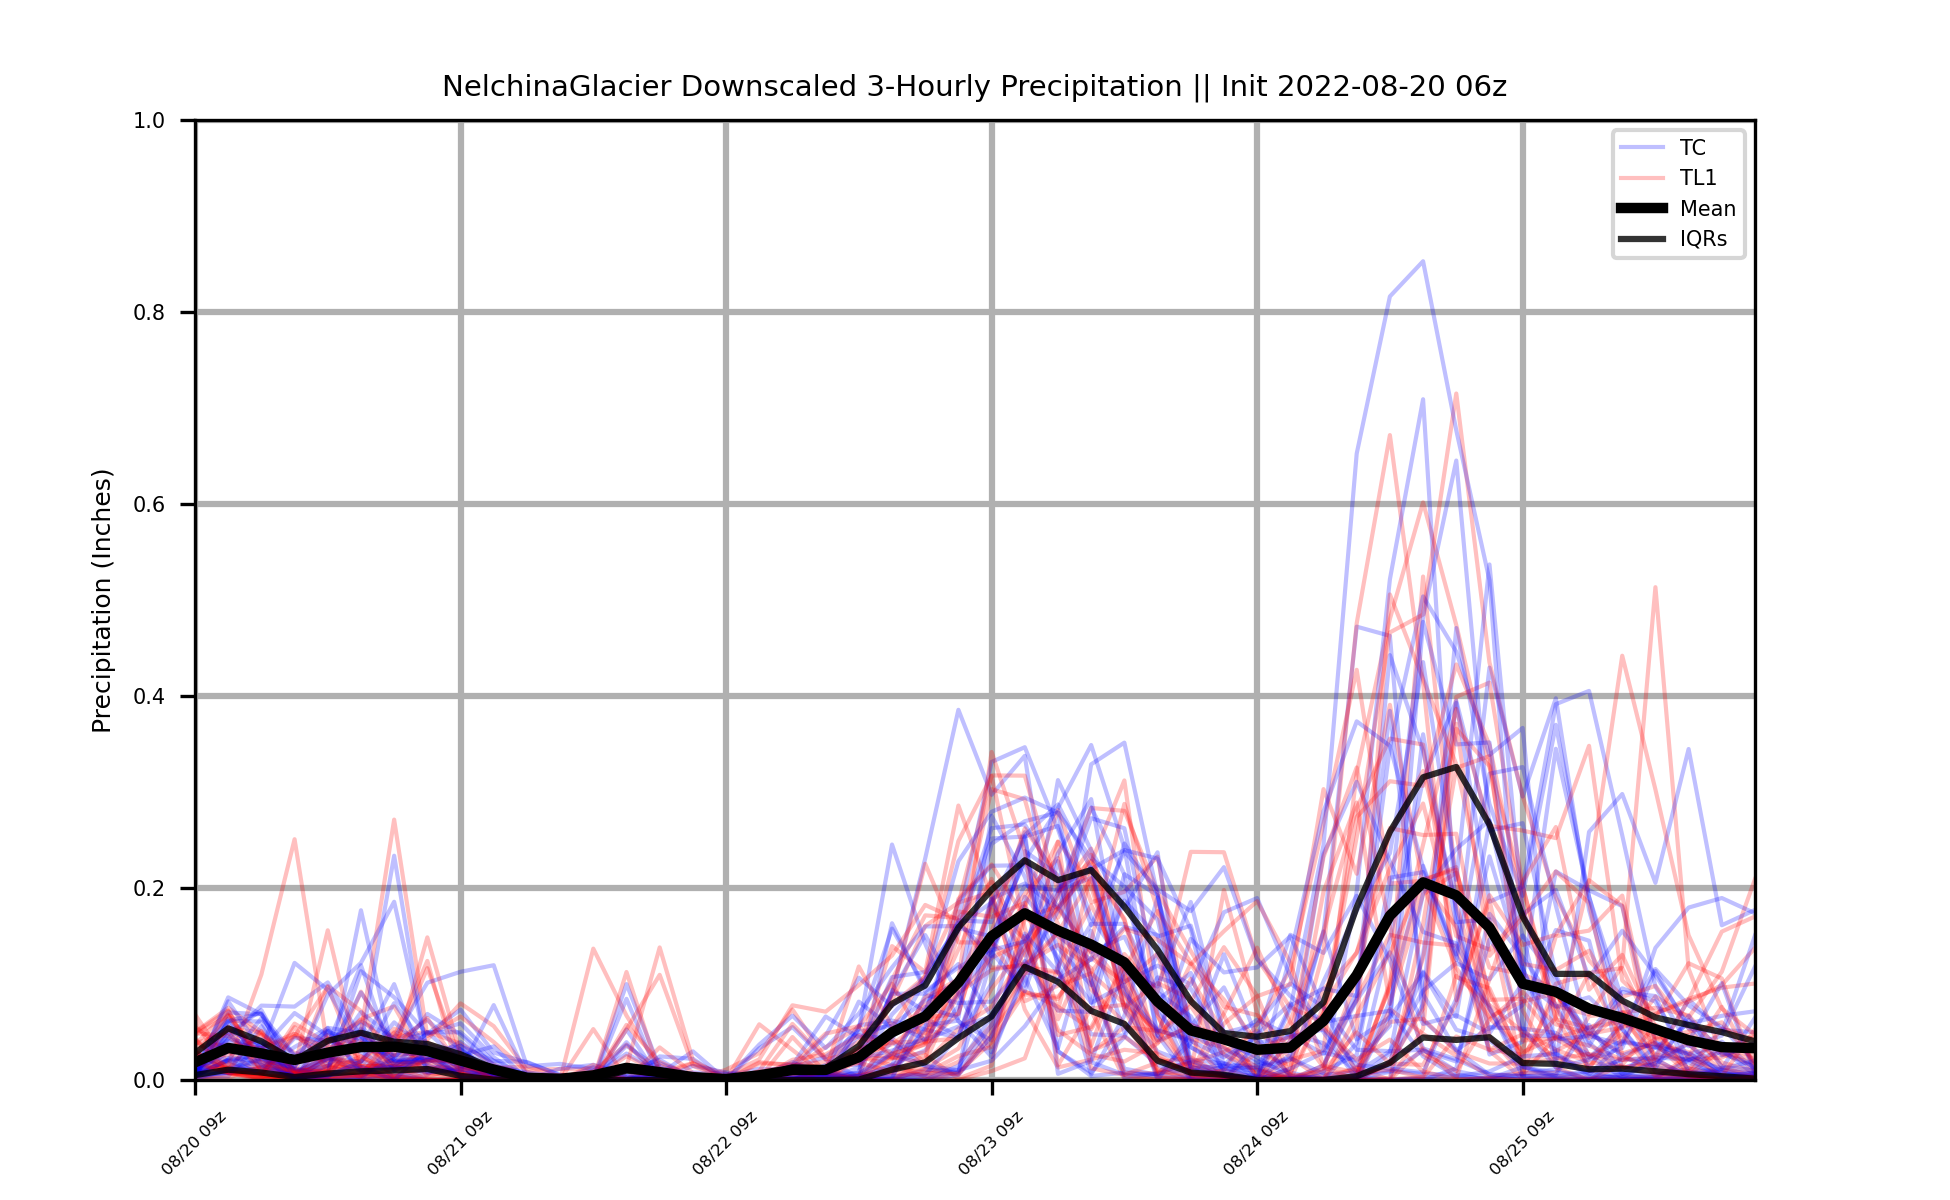 NelchinaGlacier Downscaled 3-Hourly Precipitation || Init 2022-08-20 06z
TC
TL1
Mean
IQRs
Precipitation (Inches)
1.0
0.8
0.6
0.4
0.2
0.0
08/20 09z
08/21 09z
08/22 09z
08/23 09z
08/24 09z
08/25 09z